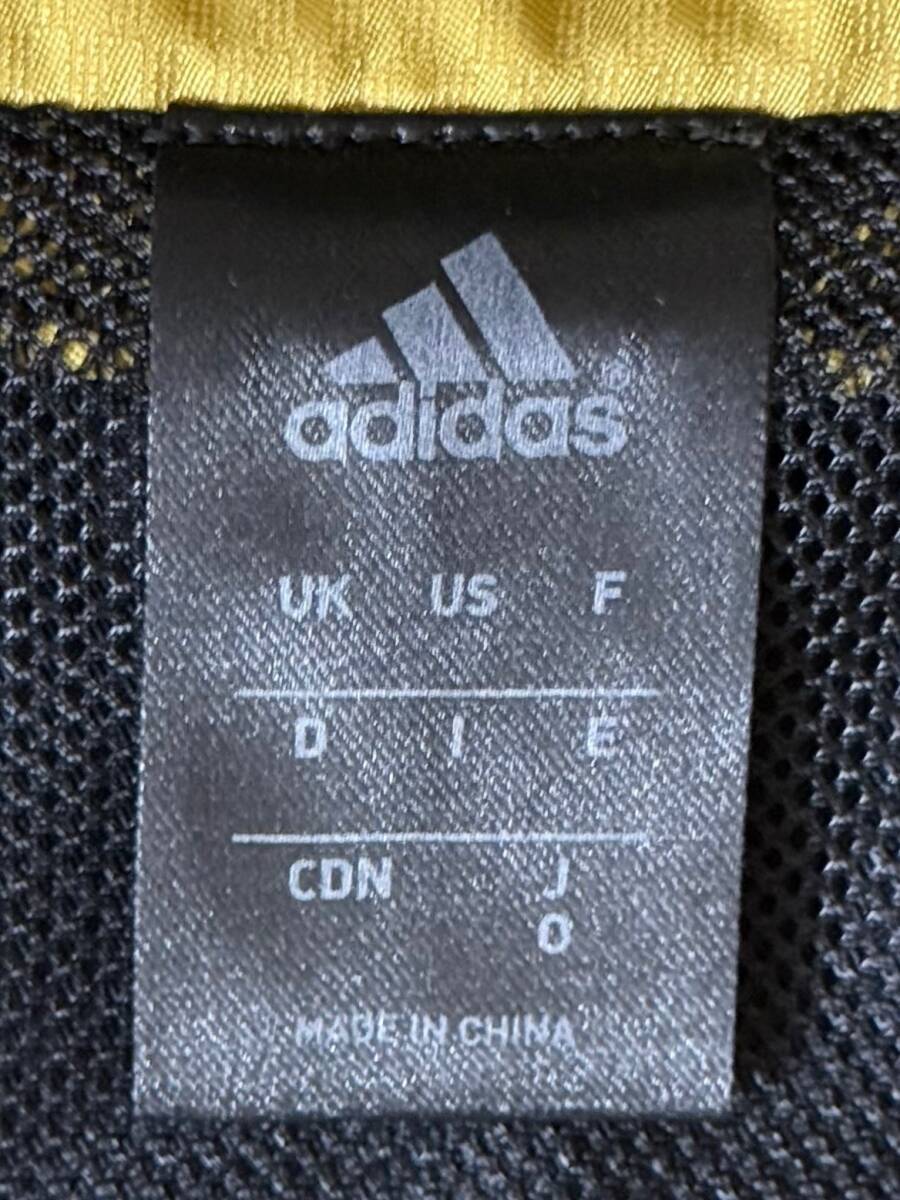 adidas®
UK US F
D I E
CDN J
O
MADE IN CHINA